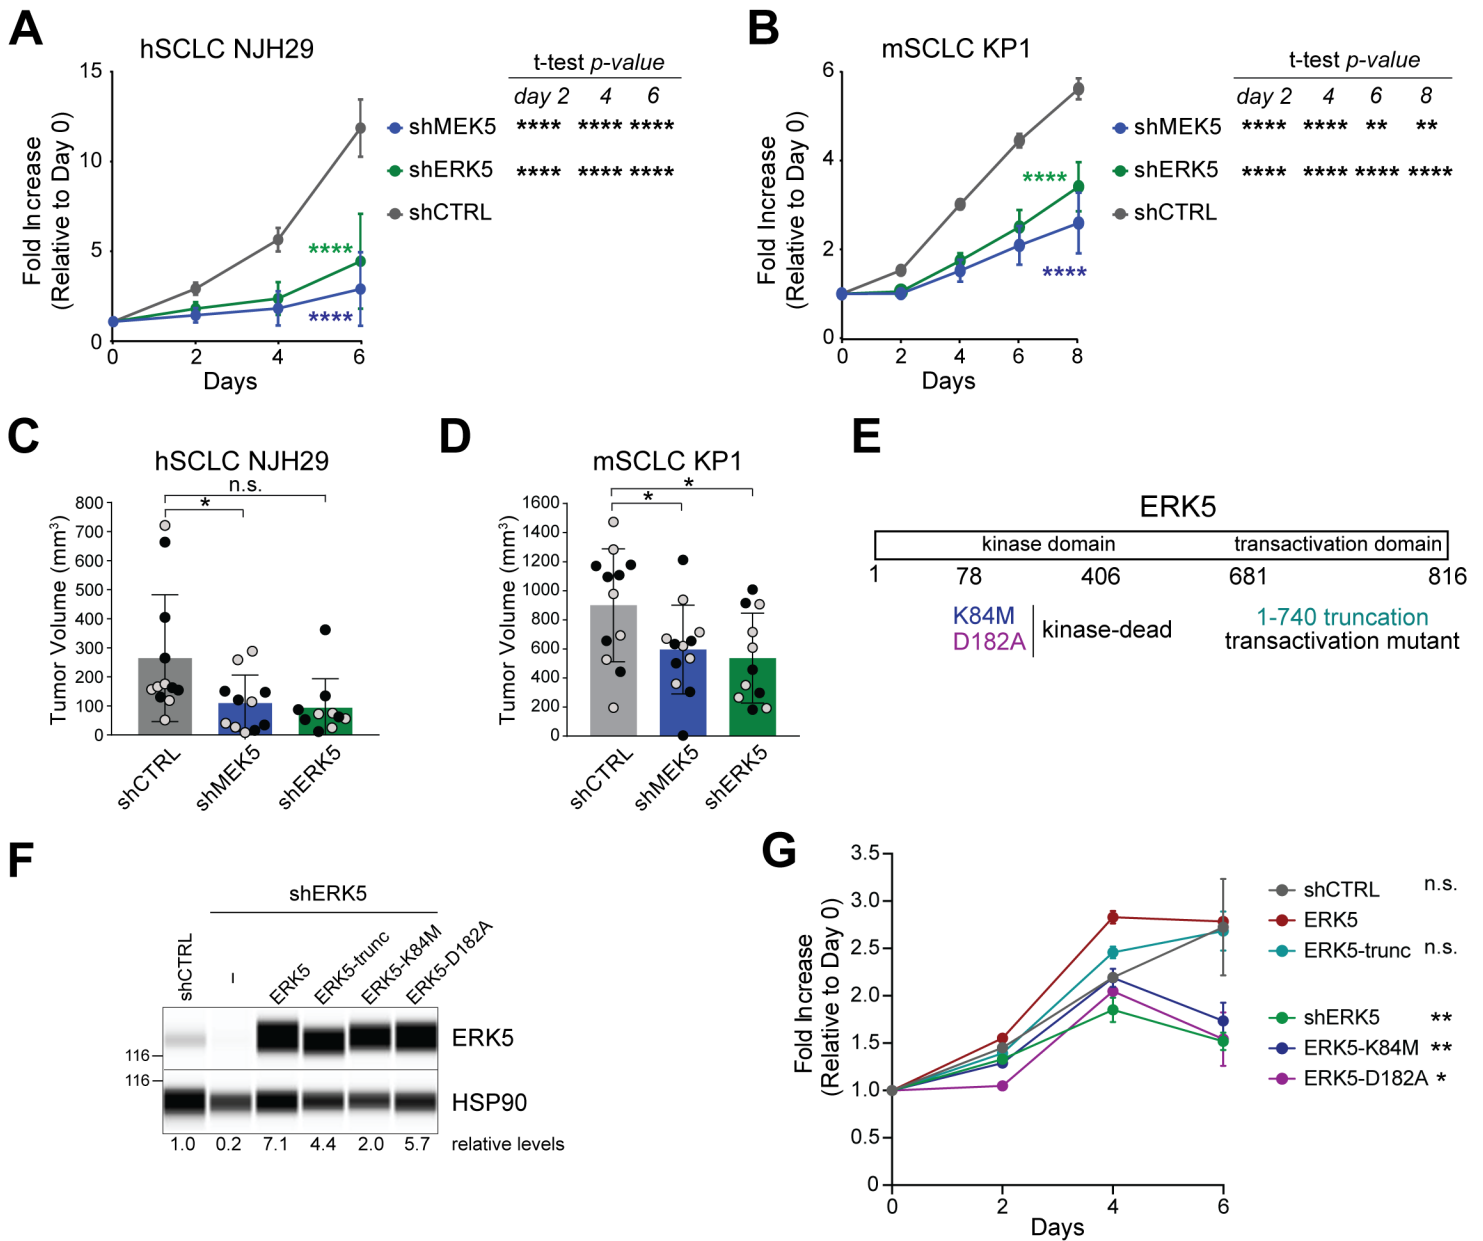 A
hSCLC NJH29
t-test p-value
day 2 4 6
shMEK5 **** **** ****
shERK5 **** **** ****
shCTRL
Fold Increase
(Relative to Day 0)
15
10
5
0
****
****
0 2 4 6
Days
B
mSCLC KP1
t-test p-value
day 2 4 6 8
shMEK5 **** **** ** **
shERK5 **** **** **** ****
shCTRL
Fold Increase
(Relative to Day 0)
6
4
2
0
****
****
0 2 4 6 8
Days
C
hSCLC NJH29
n.s.
*
Tumor Volume (mm³)
800
700
600
500
400
300
200
100
0
shCTRL
shMEK5
shERK5
D
mSCLC KP1
*
*
Tumor Volume (mm³)
1600
1400
1200
1000
800
600
400
200
0
shCTRL
shMEK5
shERK5
E
ERK5
kinase domain transactivation domain
1 78 406 681 816
K84M
D182A
kinase-dead
1-740 truncation
transactivation mutant
F
shERK5
shCTRL
–
ERK5
ERK5-trunc
ERK5-K84M
ERK5-D182A
ERK5
116
116
HSP90
1.0 0.2 7.1 4.4 2.0 5.7 relative levels
G
Fold Increase
(Relative to Day 0)
3.5
3.0
2.5
2.0
1.5
1.0
0.5
0
0 2 4 6
Days
shCTRL n.s.
ERK5
ERK5-trunc n.s.
shERK5 **
ERK5-K84M **
ERK5-D182A *